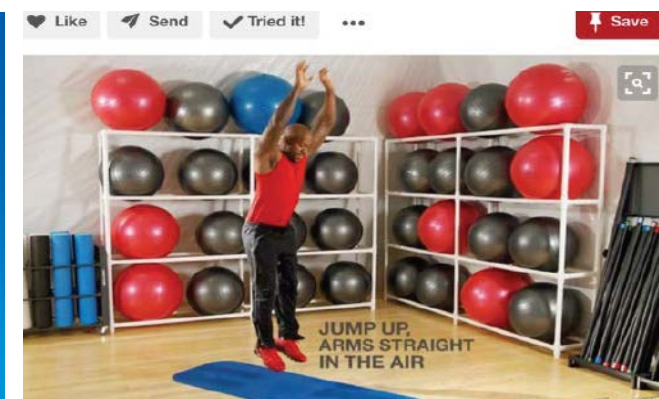 Like Send Tried it! ... Save
JUMP UP,
ARMS STRAIGHT
IN THE AIR